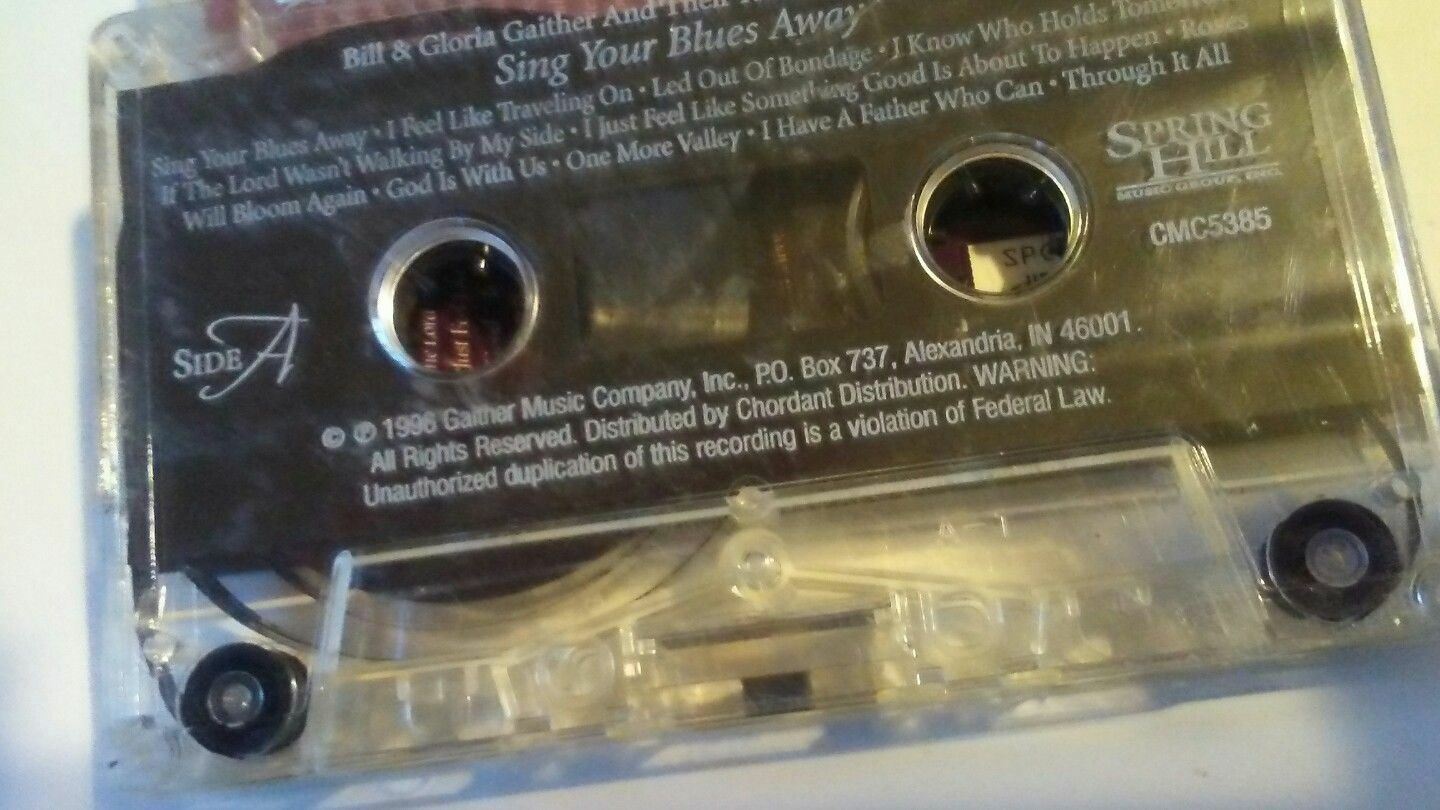 Bill & Gloria Gaither And Their
Sing Your Blues Away
Sing Your Blues Away • I Feel Like Traveling On • Led Out Of Bondage • I Know Who Holds Tomorrow
If The Lord Wasn't Walking By My Side • I Just Feel Like Something Good Is About To Happen • Roses
Will Bloom Again • God Is With Us • One More Valley • I Have A Father Who Can • Through It All
SPRING
HILL
MUSIC GROUP, INC.
CMC5385
SIDE A
© ℗ 1996 Gaither Music Company, Inc., P.O. Box 737, Alexandria, IN 46001.
All Rights Reserved. Distributed by Chordant Distribution. WARNING:
Unauthorized duplication of this recording is a violation of Federal Law.